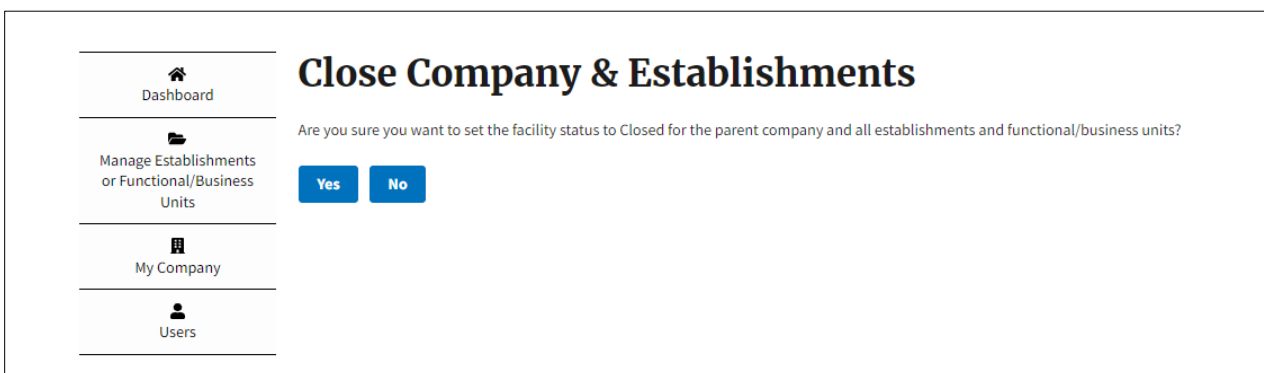 Dashboard
Manage Establishments
or Functional/Business
Units
My Company
Users
Close Company & Establishments
Are you sure you want to set the facility status to Closed for the parent company and all establishments and functional/business units?
Yes No